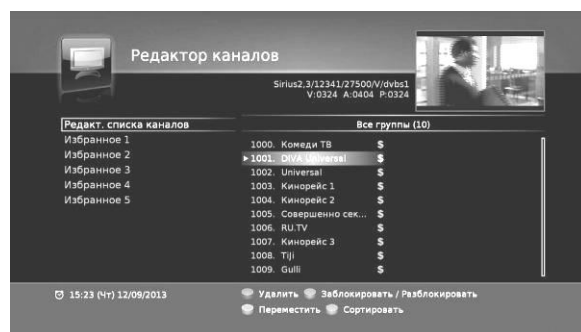 Редактор каналов
Sirius2,3/12341/27500/V/dvbs1
V:0324 A:0404 P:0324
Редакт. списка каналов
Избранное 1
Избранное 2
Избранное 3
Избранное 4
Избранное 5
Все группы (10)
1000. Комеди ТВ $
1001. DIVA Universal $
1002. Universal $
1003. Кинорейс 1 $
1004. Кинорейс 2 $
1005. Совершенно сек... $
1006. RU.TV $
1007. Кинорейс 3 $
1008. Tiji $
1009. Gulli $
15:23 (Чт) 12/09/2013
Удалить Заблокировать / Разблокировать
Переместить Сортировать